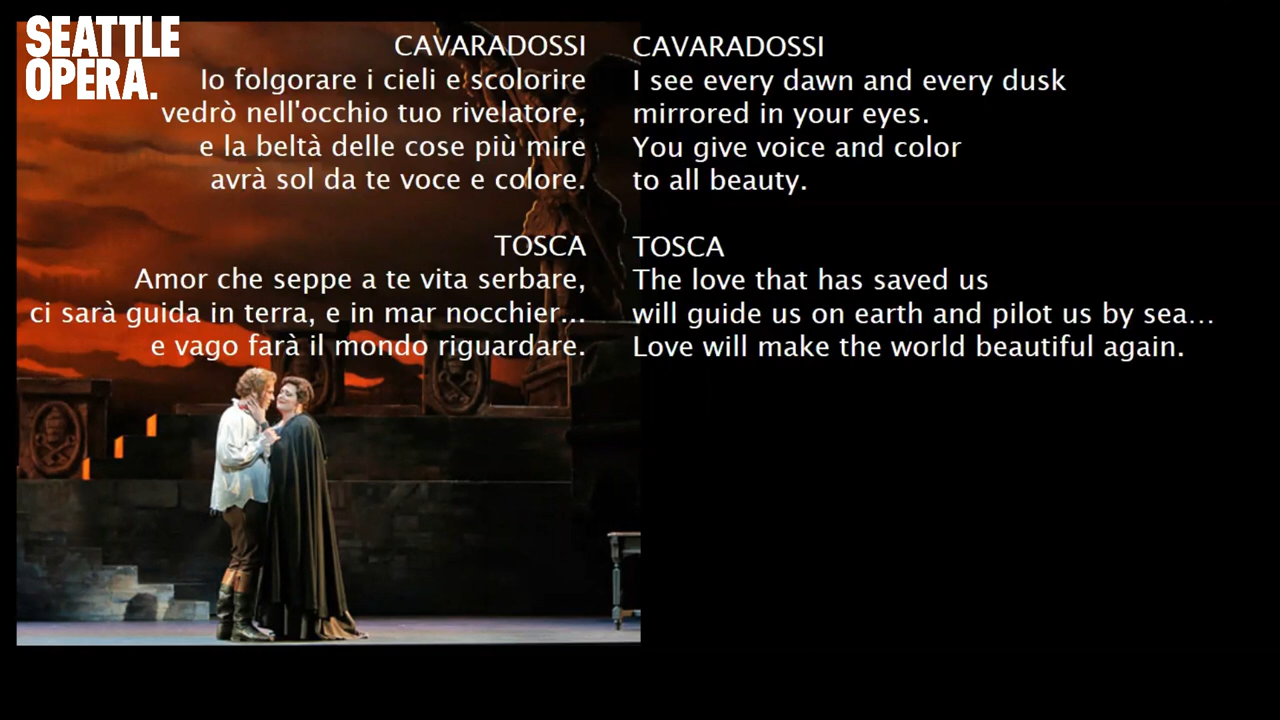 SEATTLE
OPERA.
CAVARADOSSI
Io folgorare i cieli e scolorire
vedrò nell'occhio tuo rivelatore,
e la beltà delle cose più mire
avrà sol da te voce e colore.
TOSCA
Amor che seppe a te vita serbare,
ci sarà guida in terra, e in mar nocchier...
e vago farà il mondo riguardare.
CAVARADOSSI
I see every dawn and every dusk
mirrored in your eyes.
You give voice and color
to all beauty.
TOSCA
The love that has saved us
will guide us on earth and pilot us by sea...
Love will make the world beautiful again.